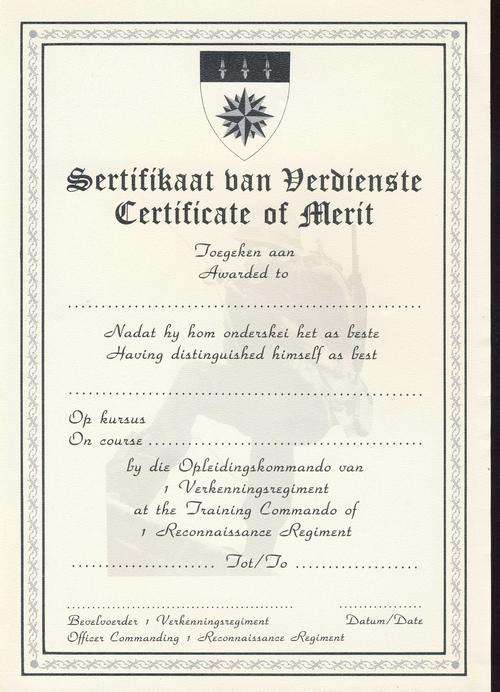 Sertifikaat van Verdienste
Certificate of Merit
Toegeken aan
Awarded to
Nadat hy hom onderskei het as beste
Having distinguished himself as best
Op kursus
On course
by die Opleidingskommando van
1 Verkenningsregiment
at the Training Commando of
1 Reconnaissance Regiment
Tot/To
Bevelvoerder 1 Verkenningsregiment
Datum/Date
Officer Commanding 1 Reconnaissance Regiment